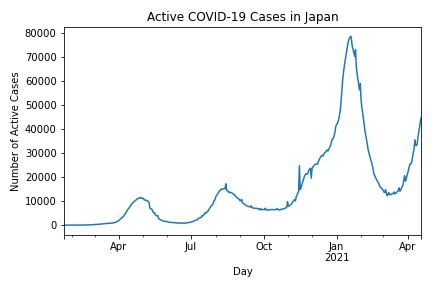 Active COVID-19 Cases in Japan
Number of Active Cases
80000
70000
60000
50000
40000
30000
20000
10000
0
Apr
Jul
Oct
Jan
2021
Apr
Day